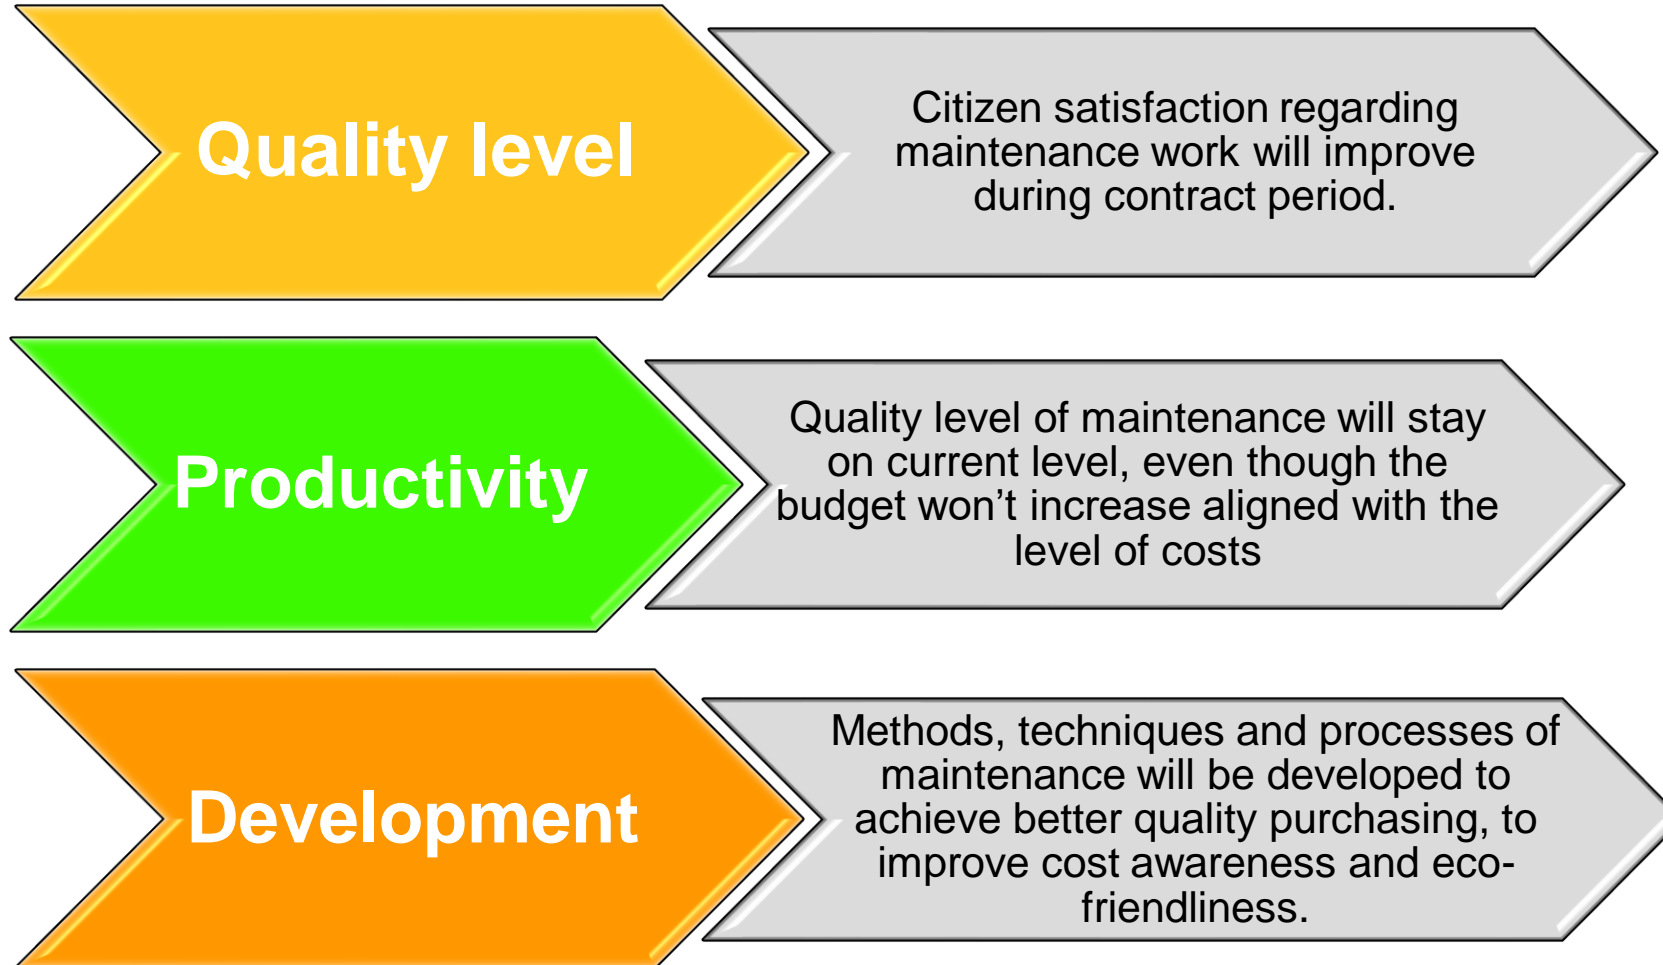 Quality level
Citizen satisfaction regarding
maintenance work will improve
during contract period.
Productivity
Quality level of maintenance will stay
on current level, even though the
budget won’t increase aligned with the
level of costs
Development
Methods, techniques and processes of
maintenance will be developed to
achieve better quality purchasing, to
improve cost awareness and eco-
friendliness.